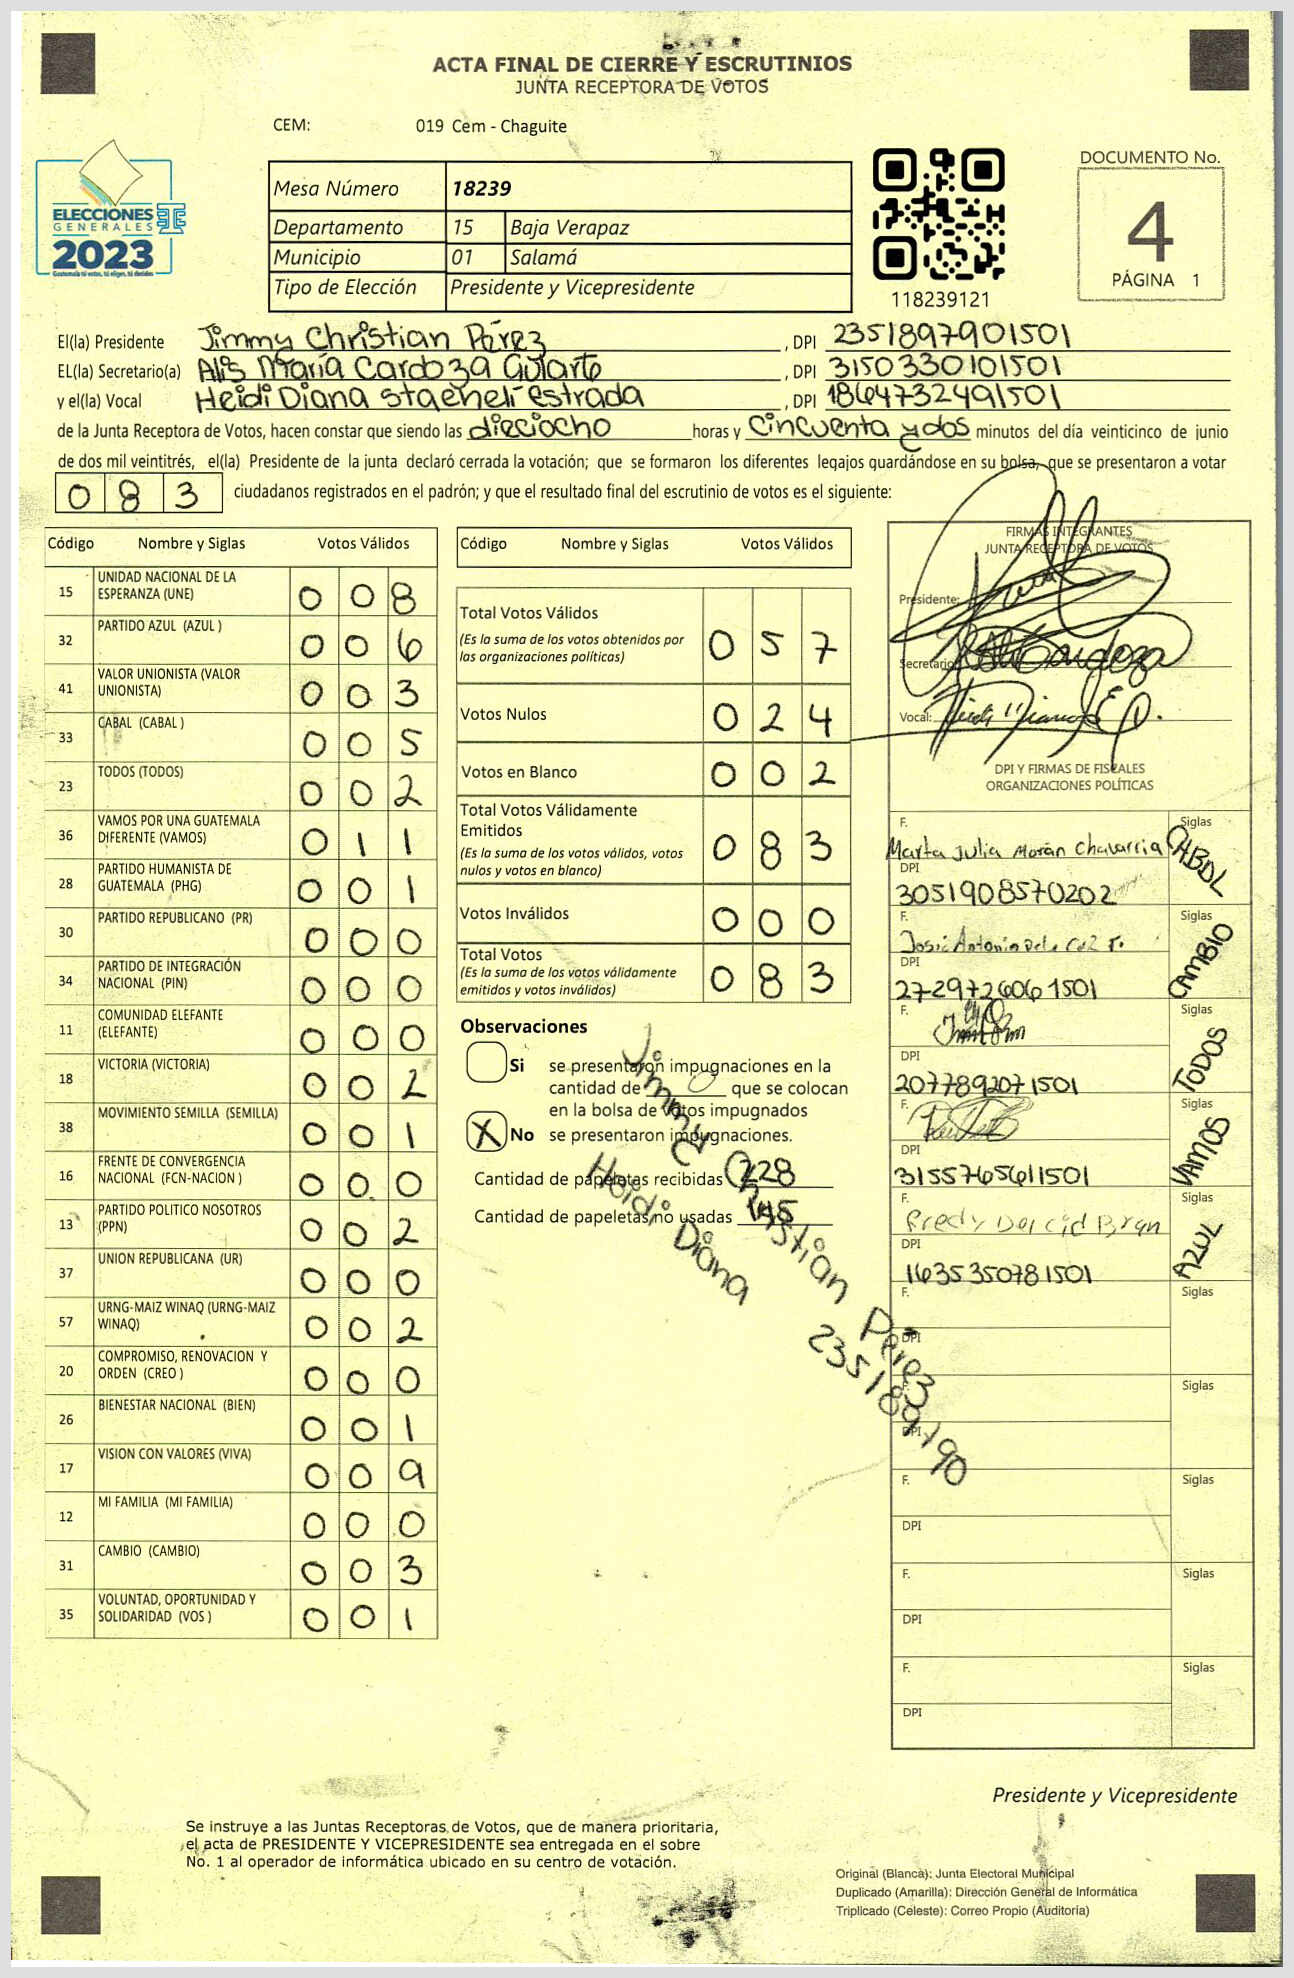 ACTA FINAL DE CIERRE Y ESCRUTINIOS
JUNTA RECEPTORA DE VOTOS
CEM: 019 Cem - Chaguite
ELECCIONES
GENERALES
2023
Guatemala tú votas, tú eliges, tú decides
Mesa Número 18239
Departamento 15 Baja Verapaz
Municipio 01 Salamá
Tipo de Elección Presidente y Vicepresidente
118239121
DOCUMENTO No.
4
PÁGINA 1
El(la) Presidente Jimmy Christian Pérez, DPI 2351897901501
EL(la) Secretario(a) Alis María Cardoza Guiarte, DPI 3150330101501
y el(la) Vocal Heidi Diana Staeheli Estrada, DPI 1864732491501
de la Junta Receptora de Votos, hacen constar que siendo las dieciocho horas y Cincuenta y dos minutos del día veinticinco de junio
de dos mil veintitrés, el(la) Presidente de la junta declaró cerrada la votación; que se formaron los diferentes legajos guardándose en su bolsa, que se presentaron a votar
083 ciudadanos registrados en el padrón; y que el resultado final del escrutinio de votos es el siguiente:
Código Nombre y Siglas Votos Válidos
15 UNIDAD NACIONAL DE LA ESPERANZA (UNE) 0 0 8
32 PARTIDO AZUL (AZUL ) 0 0 6
41 VALOR UNIONISTA (VALOR UNIONISTA) 0 0 3
33 CABAL (CABAL ) 0 0 5
23 TODOS (TODOS) 0 0 2
36 VAMOS POR UNA GUATEMALA DIFERENTE (VAMOS) 0 1 1
28 PARTIDO HUMANISTA DE GUATEMALA (PHG) 0 0 1
30 PARTIDO REPUBLICANO (PR) 0 0 0
34 PARTIDO DE INTEGRACIÓN NACIONAL (PIN) 0 0 0
11 COMUNIDAD ELEFANTE (ELEFANTE) 0 0 0
18 VICTORIA (VICTORIA) 0 0 2
38 MOVIMIENTO SEMILLA (SEMILLA) 0 0 1
16 FRENTE DE CONVERGENCIA NACIONAL (FCN-NACION ) 0 0 0
13 PARTIDO POLITICO NOSOTROS (PPN) 0 0 2
37 UNION REPUBLICANA (UR) 0 0 0
57 URNG-MAIZ WINAQ (URNG-MAIZ WINAQ) 0 0 2
20 COMPROMISO, RENOVACION Y ORDEN (CREO ) 0 0 0
26 BIENESTAR NACIONAL (BIEN) 0 0 1
17 VISION CON VALORES (VIVA) 0 0 9
12 MI FAMILIA (MI FAMILIA) 0 0 0
31 CAMBIO (CAMBIO) 0 0 3
35 VOLUNTAD, OPORTUNIDAD Y SOLIDARIDAD (VOS ) 0 0 1
Código Nombre y Siglas Votos Válidos
Total Votos Válidos 0 5 7
(Es la suma de los votos obtenidos por
las organizaciones políticas)
Votos Nulos 0 2 4
Votos en Blanco 0 0 2
Total Votos Válidamente
Emitidos 0 8 3
(Es la suma de los votos válidos, votos
nulos y votos en blanco)
Votos Inválidos 0 0 0
Total Votos 0 8 3
(Es la suma de los votos válidamente
emitidos y votos inválidos)
Observaciones
Si se presentaron impugnaciones en la
cantidad de 0 que se colocan
en la bolsa de votos impugnados
X No se presentaron impugnaciones.
Cantidad de papeletas recibidas 228
Cantidad de papeletas no usadas 145
Jimmy Christian Pérez
Heidi Diana
235189790
FIRMAS INTEGRANTES
JUNTA RECEPTORA DE VOTOS
Presidente:
Secretario
Cardoza
Vocal: Heidi Diana
DPI Y FIRMAS DE FISCALES
ORGANIZACIONES POLÍTICAS
F. Marta Julia Morán Chavarria
Siglas CABAL
DPI 3051908570202
F. José Antonio
Siglas CAMBIO
DPI 2729726061501
F.
Siglas TODOS
DPI 2077892071501
F.
Siglas VAMOS
DPI 3155765611501
F. Fredy Del Cid Bran
Siglas AZUL
DPI 1635350781501
F. Siglas
DPI
F. Siglas
DPI
F. Siglas
DPI
F. Siglas
DPI
F. Siglas
DPI
Presidente y Vicepresidente
Se instruye a las Juntas Receptoras de Votos, que de manera prioritaria,
el acta de PRESIDENTE Y VICEPRESIDENTE sea entregada en el sobre
No. 1 al operador de informática ubicado en su centro de votación.
Original (Blanca): Junta Electoral Municipal
Duplicado (Amarilla): Dirección General de Informática
Triplicado (Celeste): Correo Propio (Auditoría)